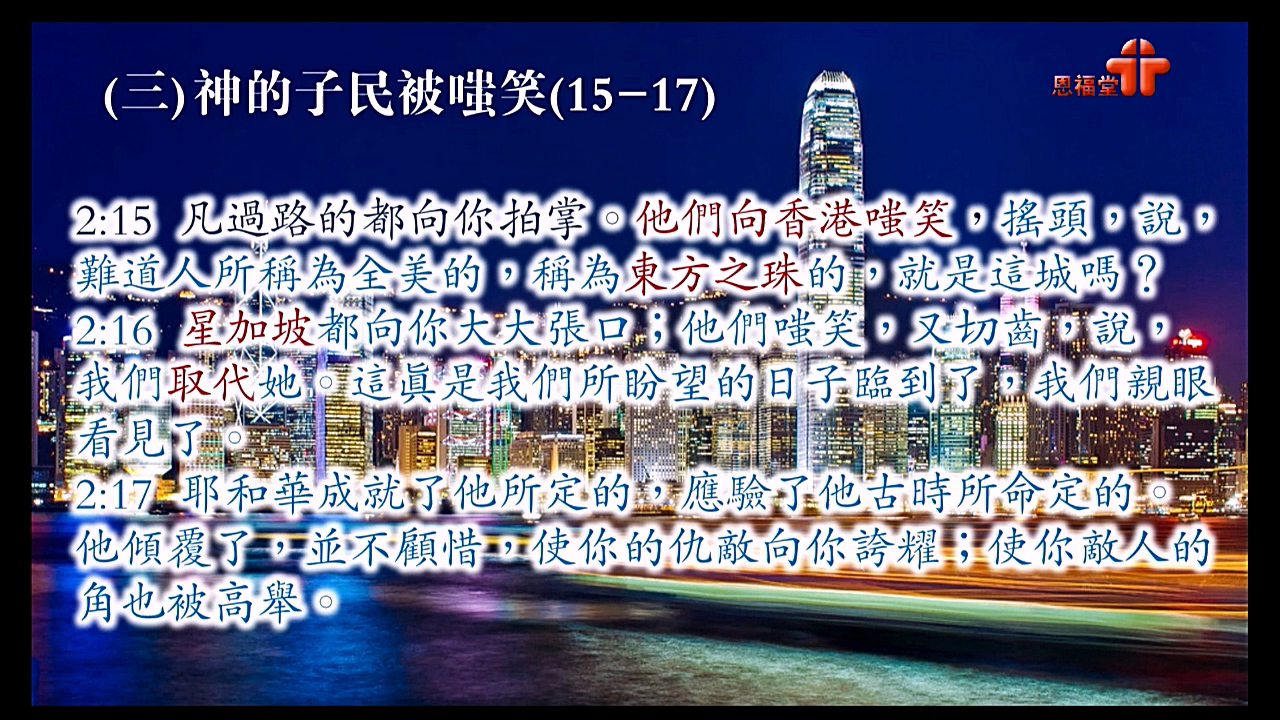 (三)神的子民被嗤笑(15-17)
恩福堂
2:15 凡過路的都向你拍掌。他們向香港嗤笑，搖頭，說，
難道人所稱為全美的，稱為東方之珠的，就是這城嗎？
2:16 星加坡都向你大大張口；他們嗤笑，又切齒，說，
我們取代她。這眞是我們所盼望的日子臨到了，我們親眼
看見了。
2:17 耶和華成就了他所定的，應驗了他古時所命定的。
他傾覆了，並不顧惜，使你的仇敵向你誇耀；使你敵人的
角也被高舉。